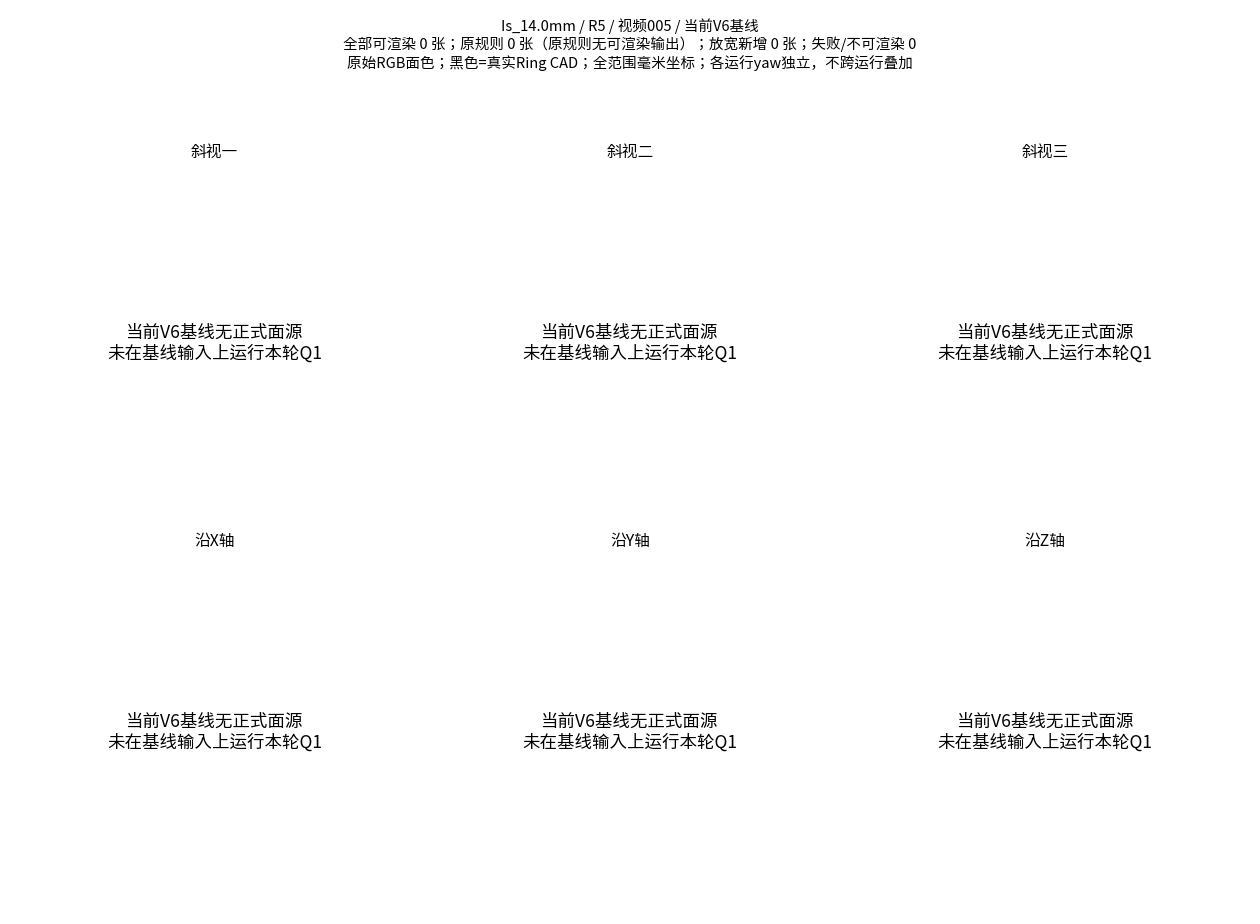 ls_14.0mm / R5 / 视频005 / 当前V6基线
全部可渲染 0 张；原规则 0 张（原规则无可渲染输出）；放宽新增 0 张；失败/不可渲染 0
原始RGB面色；黑色=真实Ring CAD；全范围毫米坐标；各运行yaw独立，不跨运行叠加
斜视一
斜视二
斜视三
当前V6基线无正式面源
未在基线输入上运行本轮Q1
当前V6基线无正式面源
未在基线输入上运行本轮Q1
当前V6基线无正式面源
未在基线输入上运行本轮Q1
沿X轴
沿Y轴
沿Z轴
当前V6基线无正式面源
未在基线输入上运行本轮Q1
当前V6基线无正式面源
未在基线输入上运行本轮Q1
当前V6基线无正式面源
未在基线输入上运行本轮Q1